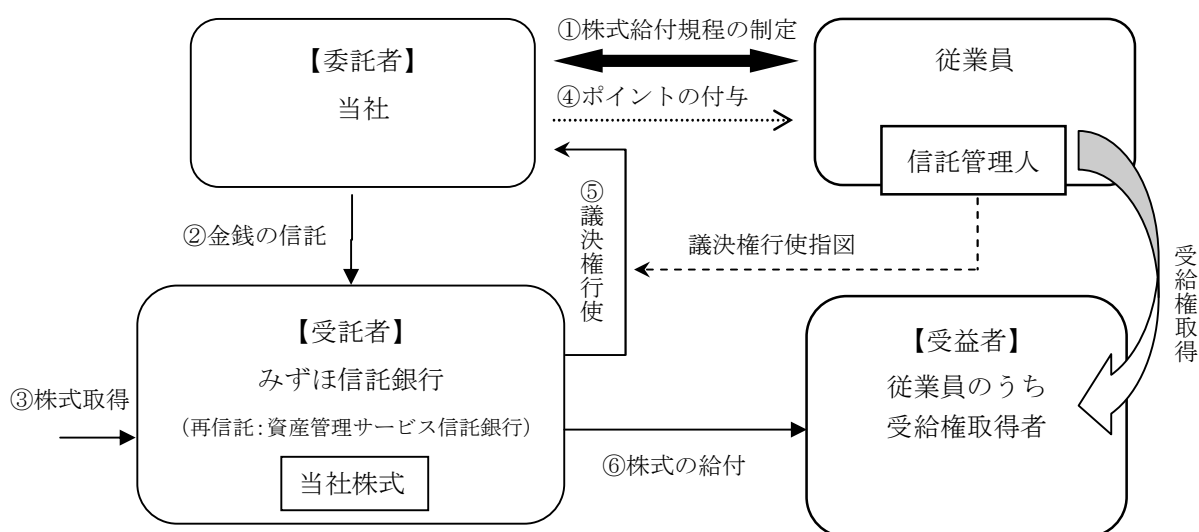 ①株式給付規程の制定
【委託者】
当社
従業員
④ポイントの付与
信託管理人
⑤議決権行使
②金銭の信託
議決権行使指図
受給権取得
【受託者】
みずほ信託銀行
(再信託:資産管理サービス信託銀行)
当社株式
③株式取得
【受益者】
従業員のうち
受給権取得者
⑥株式の給付